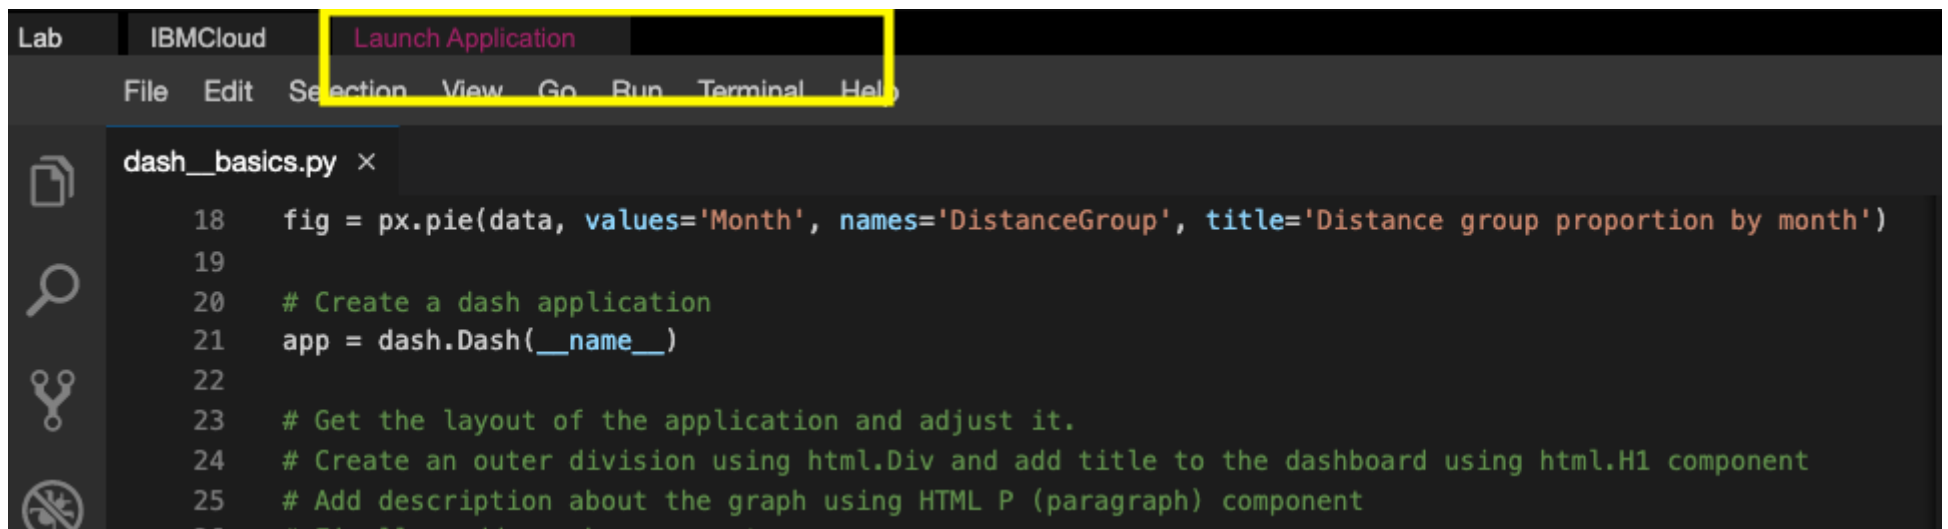 Lab IBMCloud Launch Application
File Edit Selection View Go Run Terminal Help
dash__basics.py ×
18 fig = px.pie(data, values='Month', names='DistanceGroup', title='Distance group proportion by month')
19
20 # Create a dash application
21 app = dash.Dash(__name__)
22
23 # Get the layout of the application and adjust it.
24 # Create an outer division using html.Div and add title to the dashboard using html.H1 component
25 # Add description about the graph using HTML P (paragraph) component